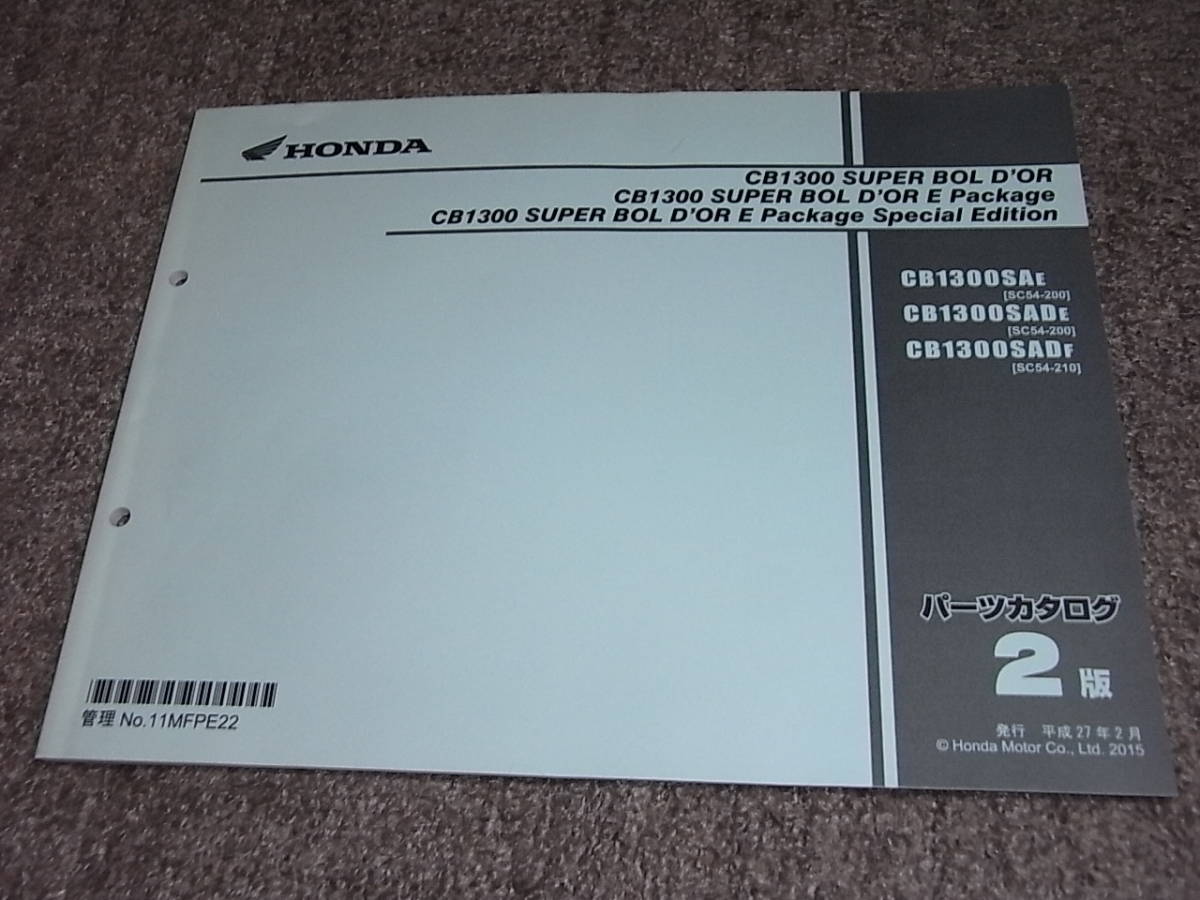 HONDA
CB1300 SUPER BOL D'OR
CB1300 SUPER BOL D'OR E Package
CB1300 SUPER BOL D'OR E Package Special Edition
CB1300SAE
[SC54-200]
CB1300SADE
[SC54-200]
CB1300SADF
[SC54-210]
パーツカタログ
2版
発行 平成27年2月
© Honda Motor Co., Ltd. 2015
管理 No.11MFPE22